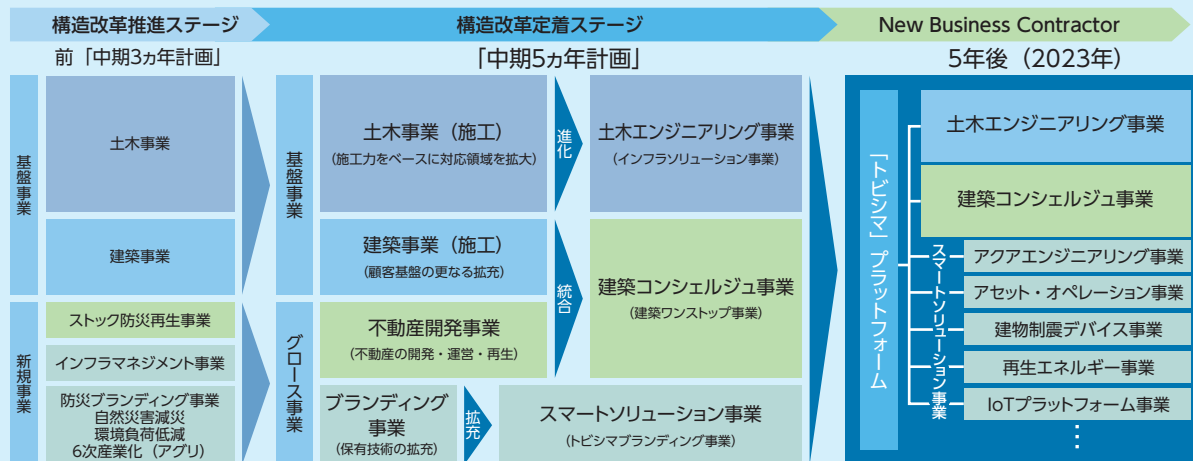 構造改革推進ステージ
構造改革定着ステージ
New Business Contractor
前「中期3ヵ年計画」
「中期5ヵ年計画」
5年後（2023年）
基盤事業
土木事業
建築事業
新規事業
ストック防災再生事業
インフラマネジメント事業
防災ブランディング事業
自然災害減災
環境負荷低減
6次産業化（アグリ）
基盤事業
土木事業（施工）
（施工力をベースに対応領域を拡大）
進化
土木エンジニアリング事業
（インフラソリューション事業）
建築事業（施工）
（顧客基盤の更なる拡充）
統合
建築コンシェルジュ事業
（建築ワンストップ事業）
グロース事業
不動産開発事業
（不動産の開発・運営・再生）
ブランディング
事業
（保有技術の拡充）
拡充
スマートソリューション事業
（トビシマブランディング事業）
「トビシマ」プラットフォーム
土木エンジニアリング事業
建築コンシェルジュ事業
スマートソリューション事業
アクアエンジニアリング事業
アセット・オペレーション事業
建物制震デバイス事業
再生エネルギー事業
IoTプラットフォーム事業
⋮